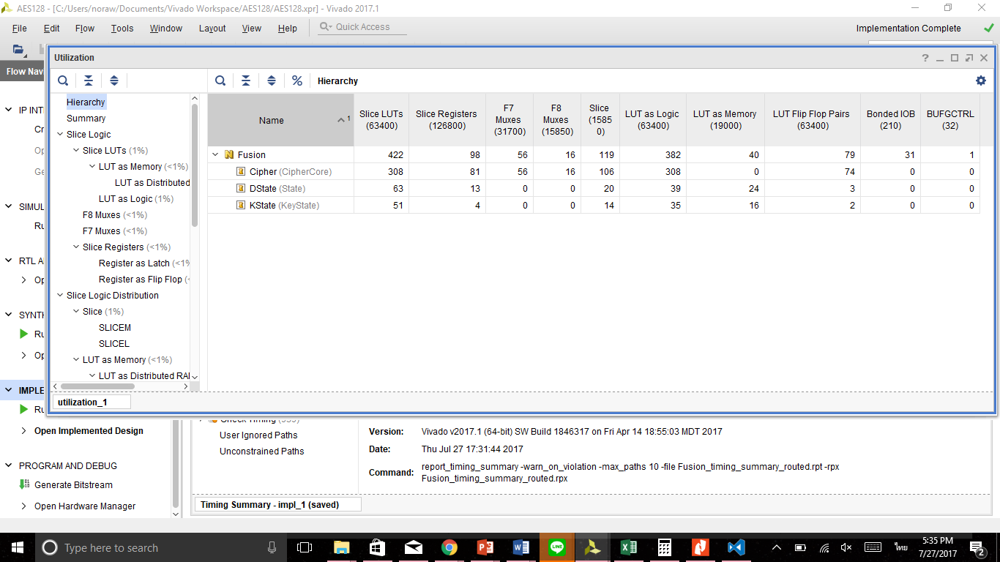 AES128 - [C:/Users/noraw/Documents/Vivado Workspace/AES128/AES128.xpr] - Vivado 2017.1
File Edit Flow Tools Window Layout View Help Quick Access Implementation Complete
Utilization
Flow Nav
Hierarchy
Hierarchy
Summary
Slice Logic
Slice LUTs (1%)
LUT as Memory (<1%)
LUT as Distributed
LUT as Logic (1%)
F8 Muxes (<1%)
F7 Muxes (<1%)
Slice Registers (<1%)
Register as Latch (<1%
Register as Flip Flop (<
Slice Logic Distribution
Slice (1%)
SLICEM
SLICEL
LUT as Memory (<1%)
LUT as Distributed RAM
utilization_1
Name 1 Slice LUTs (63400) Slice Registers (126800) F7 Muxes (31700) F8 Muxes (15850) Slice (15850) LUT as Logic (63400) LUT as Memory (19000) LUT Flip Flop Pairs (63400) Bonded IOB (210) BUFGCTRL (32)
Fusion 422 98 56 16 119 382 40 79 31 1
Cipher (CipherCore) 308 81 56 16 106 308 0 74 0 0
DState (State) 63 13 0 0 20 39 24 3 0 0
KState (KeyState) 51 4 0 0 14 35 16 2 0 0
IP INT
Cr
Op
Ge
SIMUL
Ru
RTL A
Op
SYNTH
Ru
Op
IMPLE
Ru
Open Implemented Design
PROGRAM AND DEBUG
Generate Bitstream
Open Hardware Manager
Check Timing (335)
User Ignored Paths
Unconstrained Paths
Version: Vivado v2017.1 (64-bit) SW Build 1846317 on Fri Apr 14 18:55:03 MDT 2017
Date: Thu Jul 27 17:31:44 2017
Command: report_timing_summary -warn_on_violation -max_paths 10 -file Fusion_timing_summary_routed.rpt -rpx
Fusion_timing_summary_routed.rpx
Timing Summary - impl_1 (saved)
Type here to search
ไทย
5:35 PM
7/27/2017
2